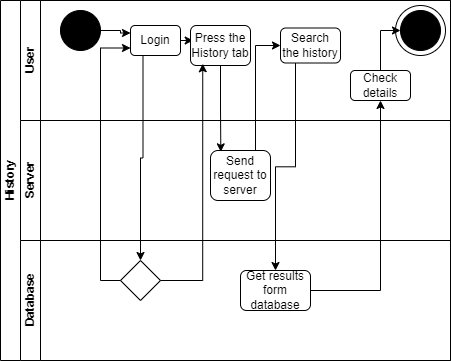 History
User
Login
Press the
History tab
Search
the history
Check
details
Server
Send
request to
server
Database
Get results
form
database